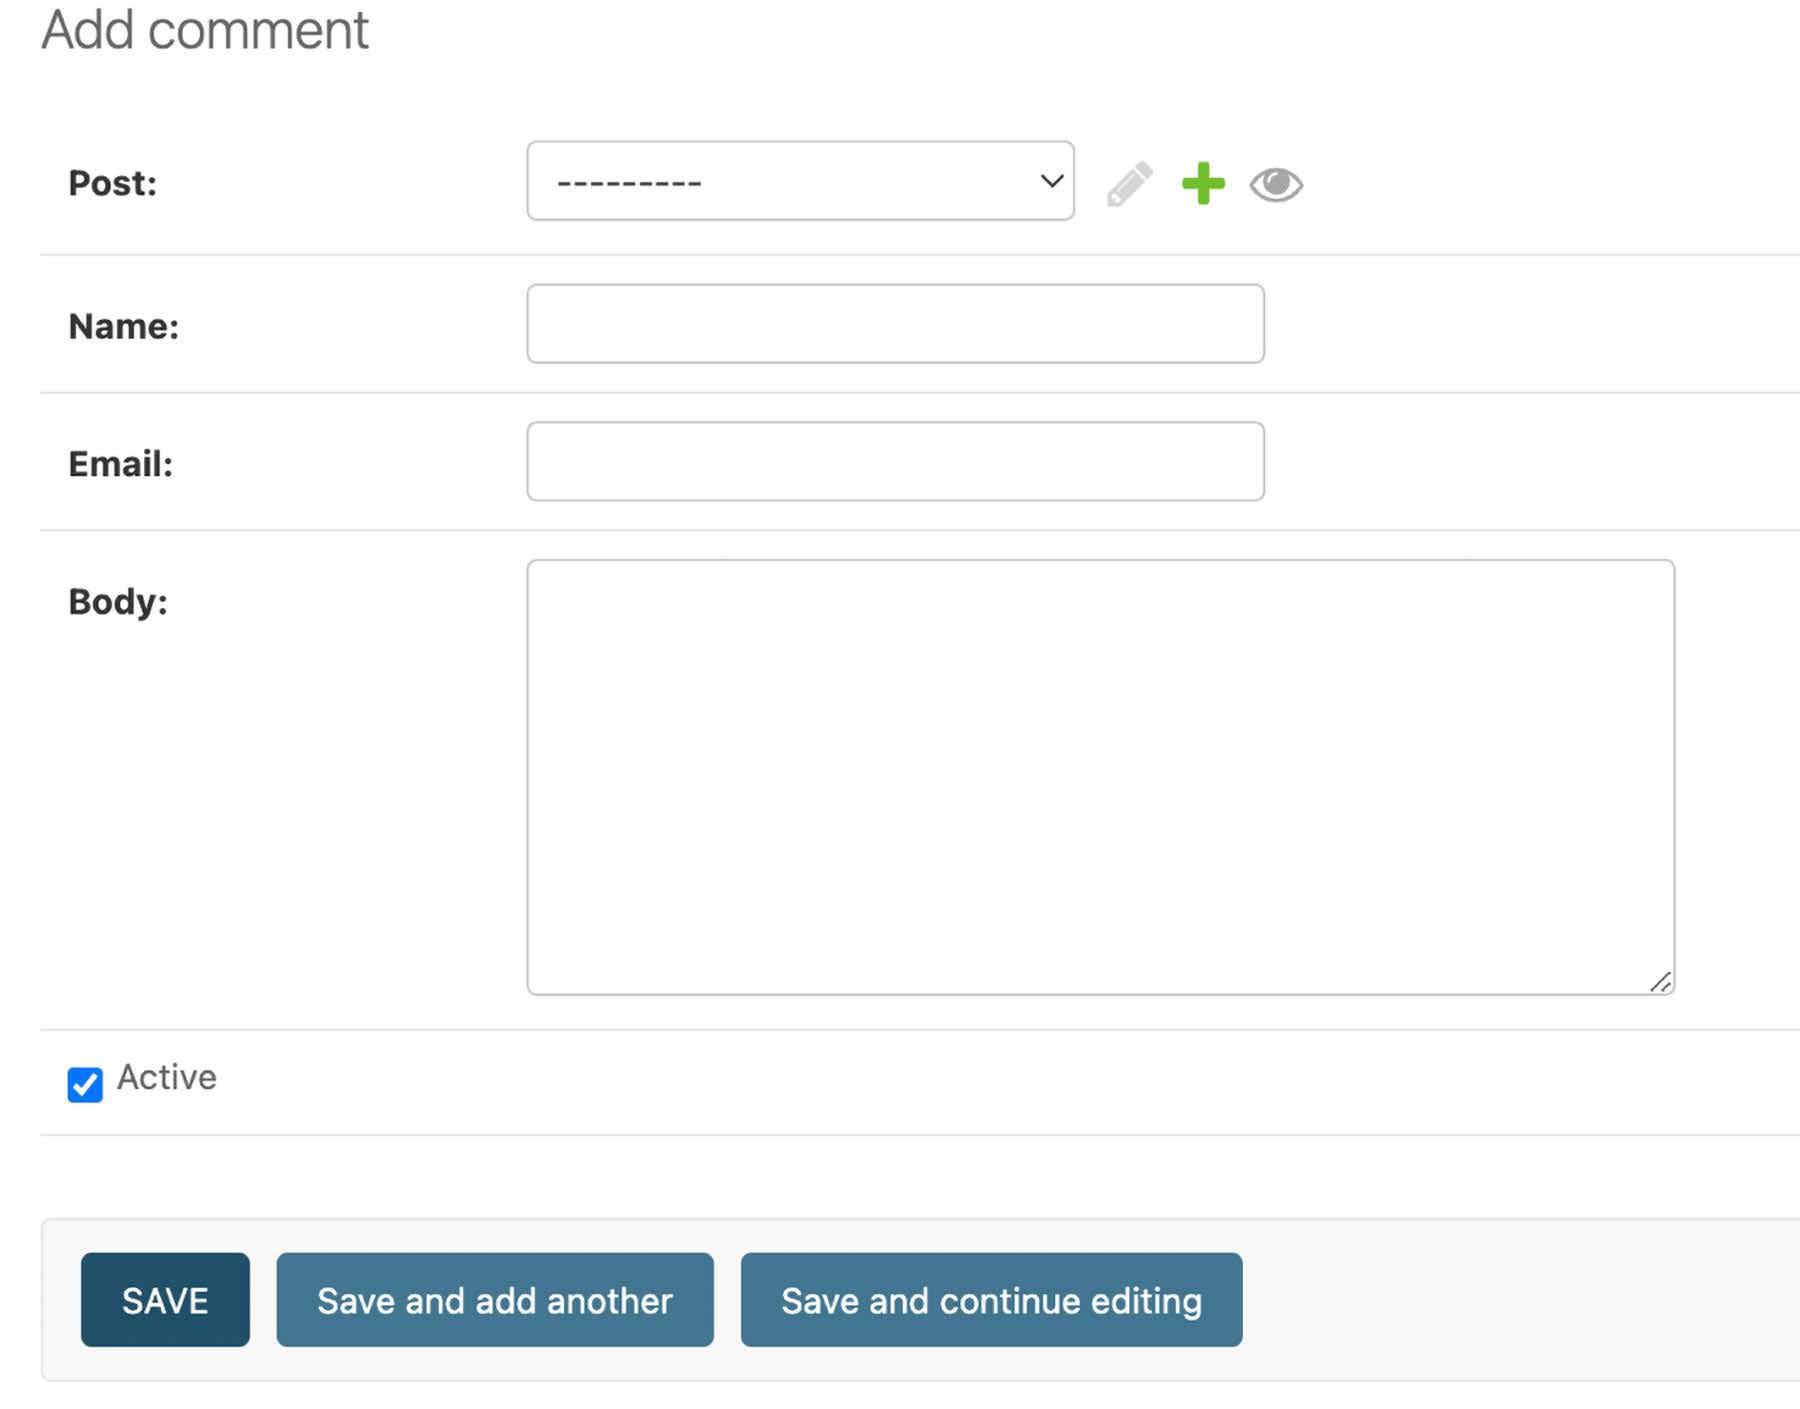 Add comment
Post: ---------
Name:
Email:
Body:
Active
SAVE Save and add another Save and continue editing